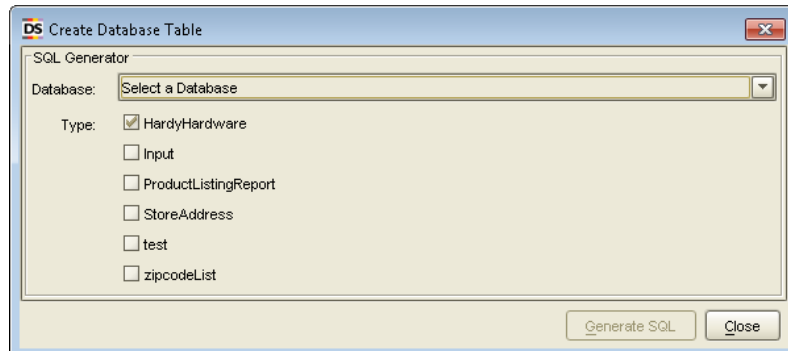 DS Create Database Table
SQL Generator
Database: Select a Database
Type: HardyHardware
Input
ProductListingReport
StoreAddress
test
zipcodeList
Generate SQL Close